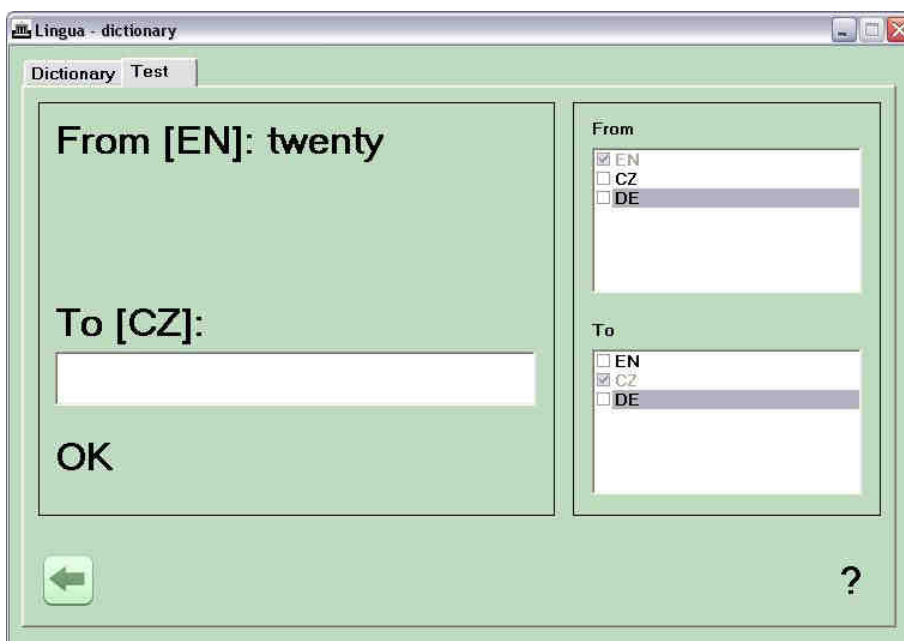 Lingua - dictionary
Dictionary Test
From [EN]: twenty
To [CZ]:
OK
From
EN
CZ
DE
To
EN
CZ
DE
?